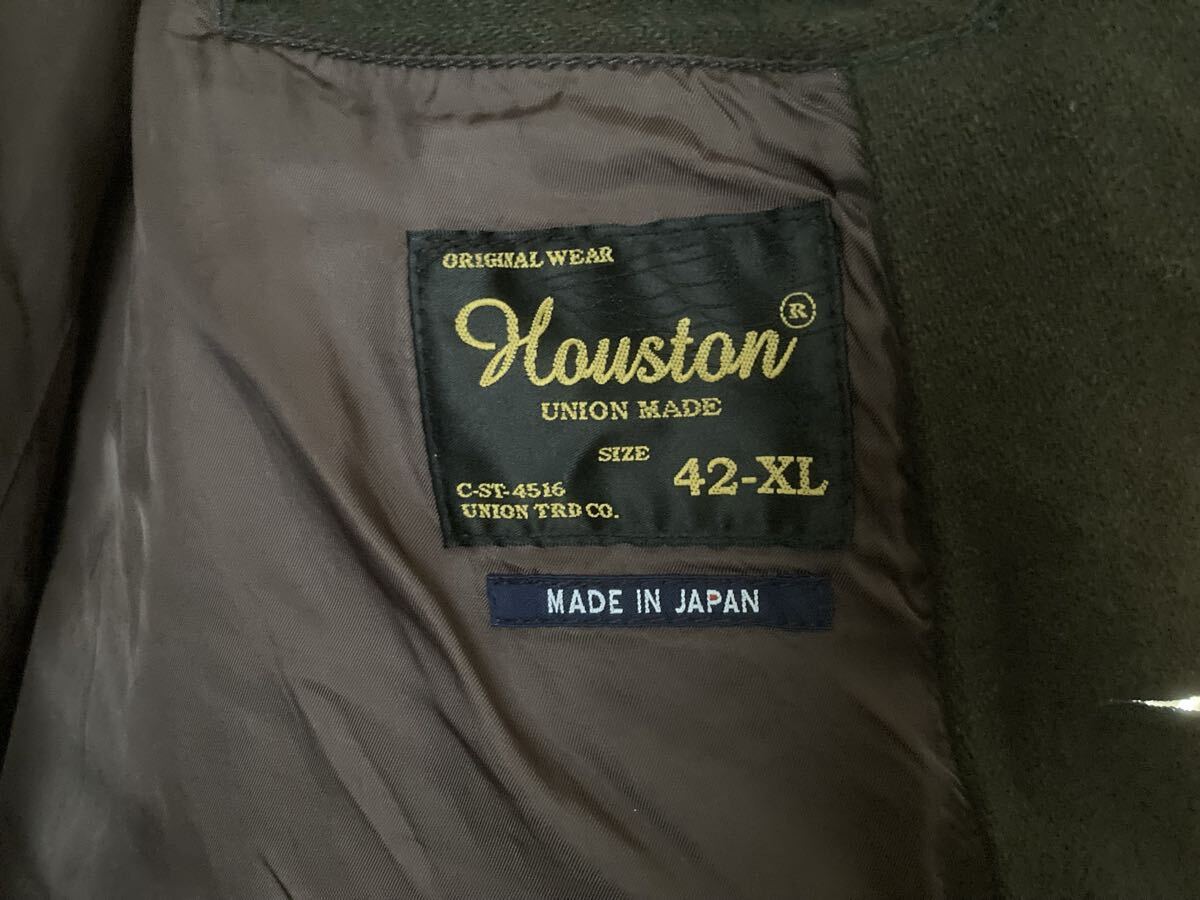 ORIGINAL WEAR
Houston ®
UNION MADE
SIZE 42-XL
C-ST-4516
UNION TRD CO.
MADE IN JAPAN